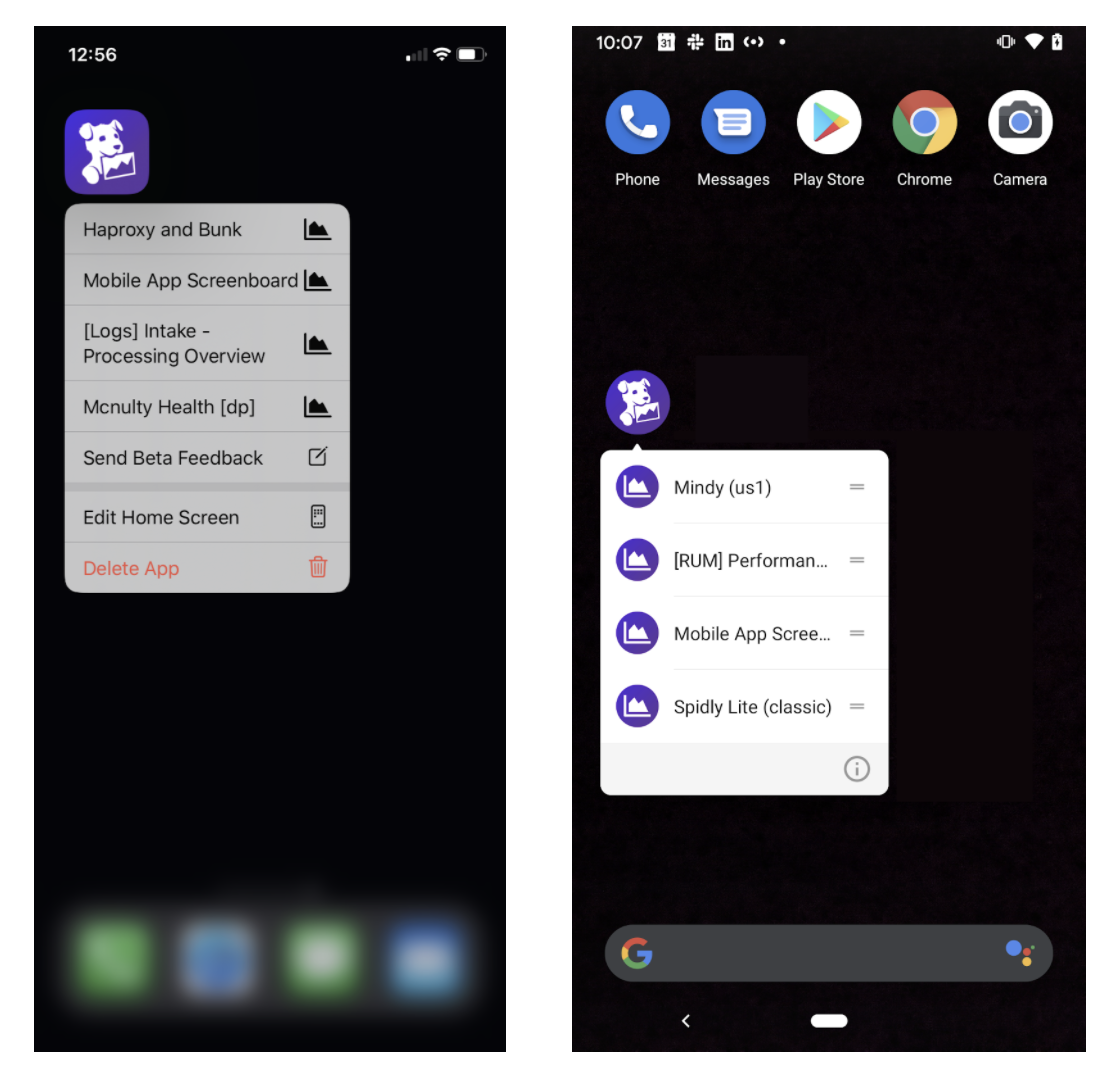 12:56
Haproxy and Bunk
Mobile App Screenboard
[Logs] Intake -
Processing Overview
Mcnulty Health [dp]
Send Beta Feedback
Edit Home Screen
Delete App
10:07 31 in
Phone Messages Play Store Chrome Camera
Mindy (us1)
[RUM] Performan...
Mobile App Scree...
Spidly Lite (classic)